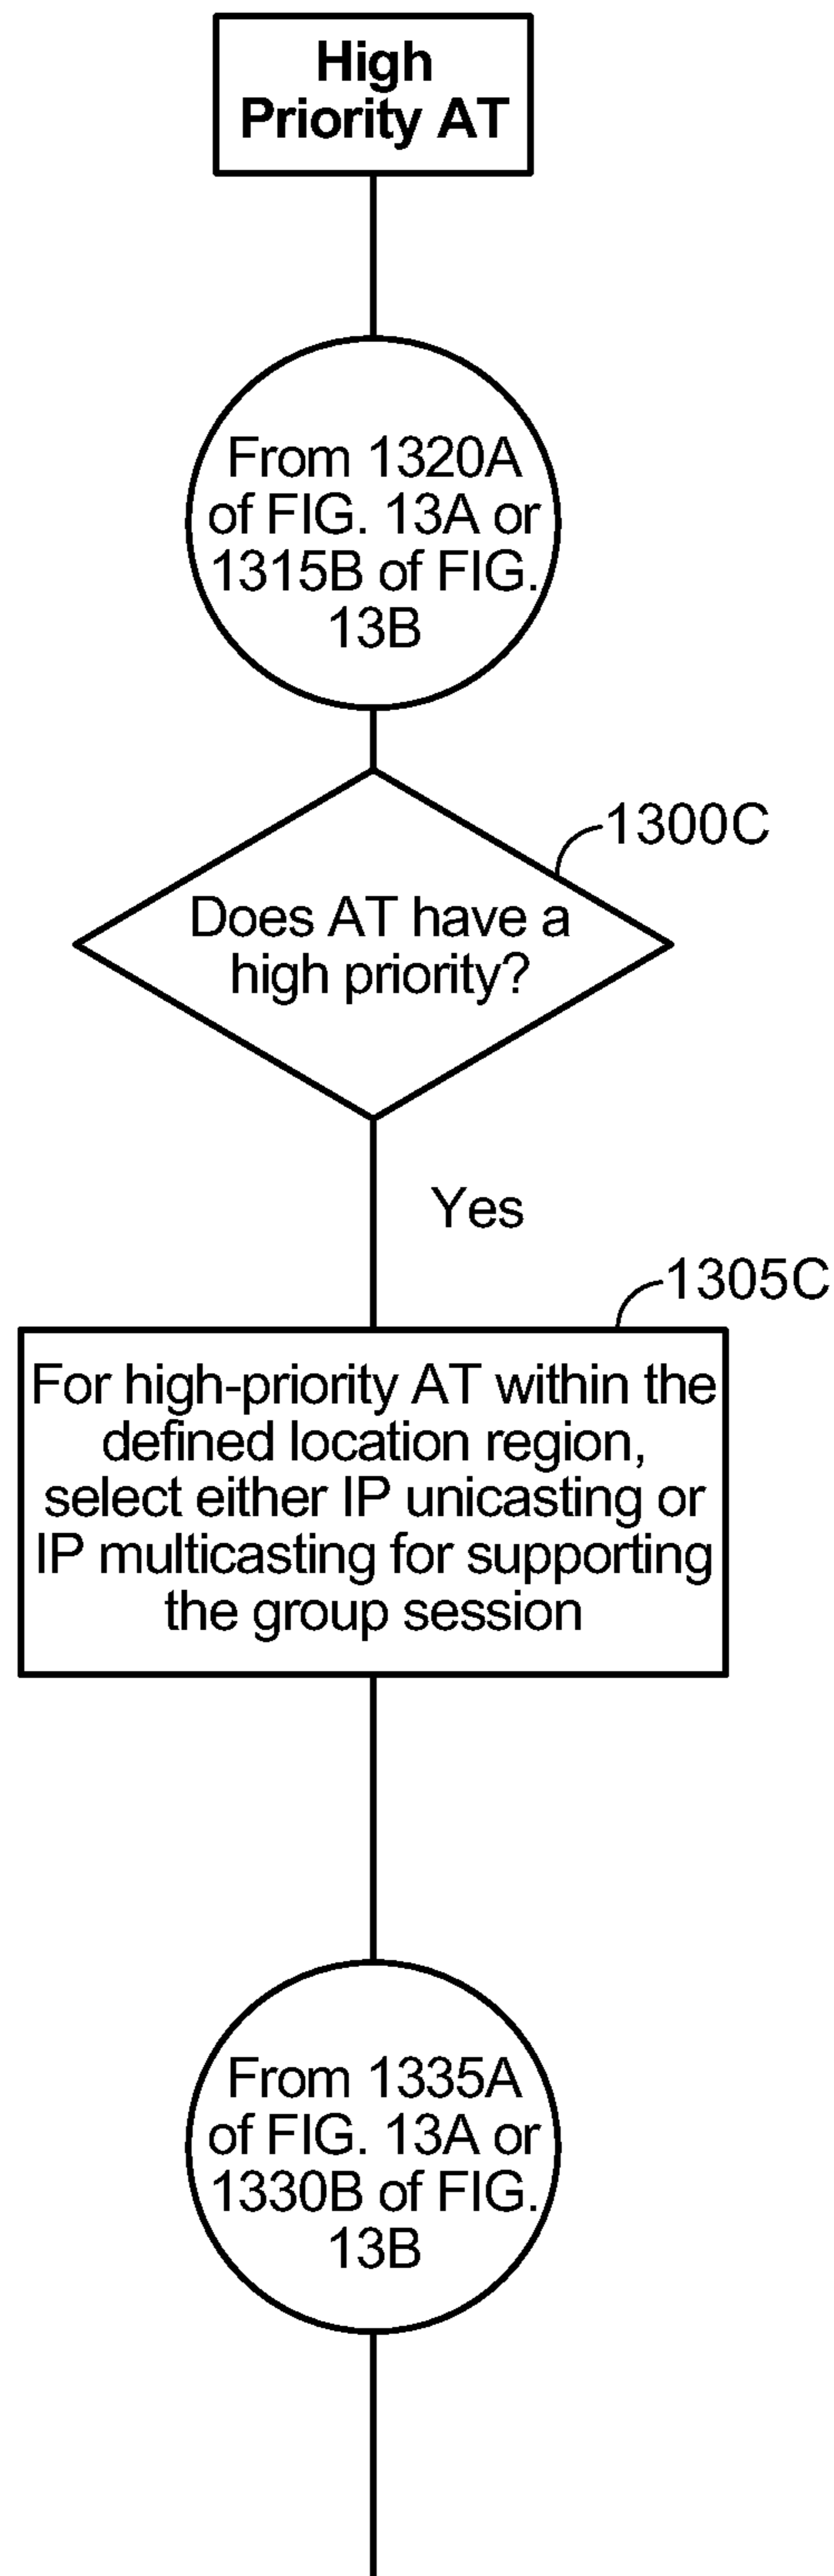 High
Priority AT
From 1320A
of FIG. 13A or
1315B of FIG.
13B
1300C
Does AT have a
high priority?
Yes
1305C
For high-priority AT within the
defined location region,
select either IP unicasting or
IP multicasting for supporting
the group session
From 1335A
of FIG. 13A or
1330B of FIG.
13B